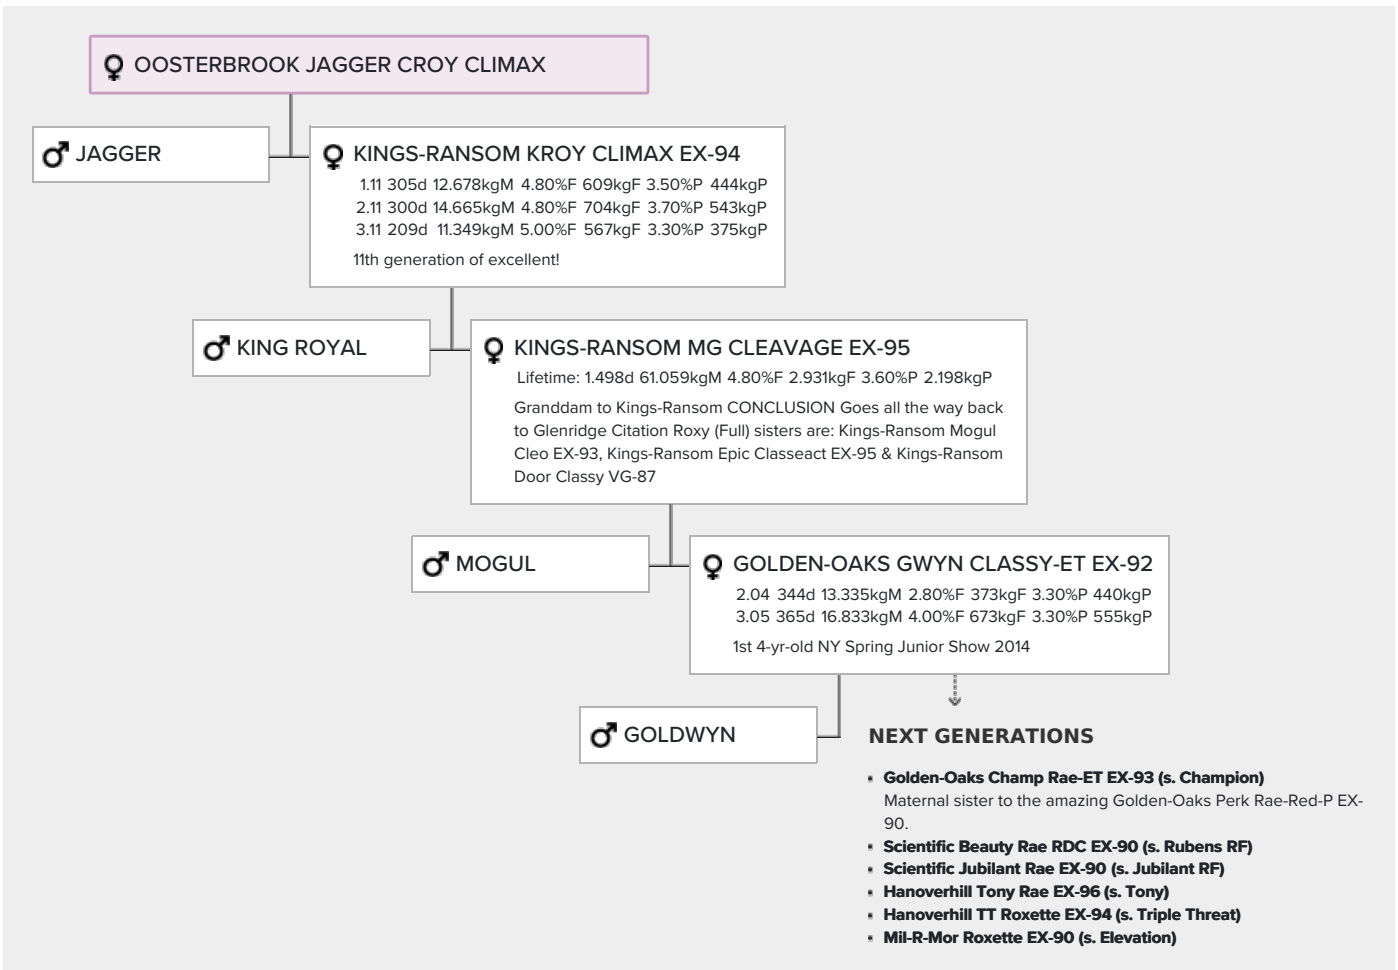 OOSTERBROOK JAGGER CROY CLIMAX
JAGGER
KINGS-RANSOM KROY CLIMAX EX-94
1.11 305d 12.678kgM 4.80%F 609kgF 3.50%P 444kgP
2.11 300d 14.665kgM 4.80%F 704kgF 3.70%P 543kgP
3.11 209d 11.349kgM 5.00%F 567kgF 3.30%P 375kgP
11th generation of excellent!
KING ROYAL
KINGS-RANSOM MG CLEAVAGE EX-95
Lifetime: 1.498d 61.059kgM 4.80%F 2.931kgF 3.60%P 2.198kgP
Granddam to Kings-Ransom CONCLUSION Goes all the way back
to Glenridge Citation Roxy (Full) sisters are: Kings-Ransom Mogul
Cleo EX-93, Kings-Ransom Epic Classeact EX-95 & Kings-Ransom
Door Classy VG-87
MOGUL
GOLDEN-OAKS GWYN CLASSY-ET EX-92
2.04 344d 13.335kgM 2.80%F 373kgF 3.30%P 440kgP
3.05 365d 16.833kgM 4.00%F 673kgF 3.30%P 555kgP
1st 4-yr-old NY Spring Junior Show 2014
GOLDWYN
NEXT GENERATIONS
▪ Golden-Oaks Champ Rae-ET EX-93 (s. Champion)
Maternal sister to the amazing Golden-Oaks Perk Rae-Red-P EX-
90.
▪ Scientific Beauty Rae RDC EX-90 (s. Rubens RF)
▪ Scientific Jubilant Rae EX-90 (s. Jubilant RF)
▪ Hanoverhill Tony Rae EX-96 (s. Tony)
▪ Hanoverhill TT Roxette EX-94 (s. Triple Threat)
▪ Mil-R-Mor Roxette EX-90 (s. Elevation)